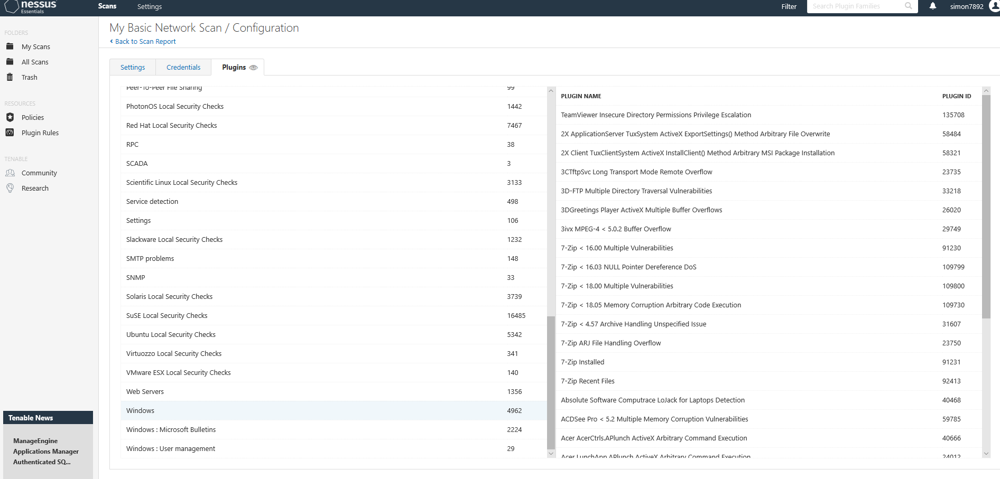 nessus
Essentials
Scans
Settings
Filter
Search Plugin Families
simon7892
FOLDERS
My Scans
All Scans
Trash
RESOURCES
Policies
Plugin Rules
TENABLE
Community
Research
Tenable News
ManageEngine
Applications Manager
Authenticated SQ...
My Basic Network Scan / Configuration
Back to Scan Report
Settings
Credentials
Plugins
Peer-To-Peer File Sharing 99
PhotonOS Local Security Checks 1442
Red Hat Local Security Checks 7467
RPC 38
SCADA 3
Scientific Linux Local Security Checks 3133
Service detection 498
Settings 106
Slackware Local Security Checks 1232
SMTP problems 148
SNMP 33
Solaris Local Security Checks 3739
SuSE Local Security Checks 16485
Ubuntu Local Security Checks 5342
Virtuozzo Local Security Checks 341
VMware ESX Local Security Checks 140
Web Servers 1356
Windows 4962
Windows : Microsoft Bulletins 2224
Windows : User management 29
PLUGIN NAME PLUGIN ID
TeamViewer Insecure Directory Permissions Privilege Escalation 135708
2X ApplicationServer TuxSystem ActiveX ExportSettings() Method Arbitrary File Overwrite 58484
2X Client TuxClientSystem ActiveX InstallClient() Method Arbitrary MSI Package Installation 58321
3CTftpSvc Long Transport Mode Remote Overflow 23735
3D-FTP Multiple Directory Traversal Vulnerabilities 33218
3DGreetings Player ActiveX Multiple Buffer Overflows 26020
3ivx MPEG-4 < 5.0.2 Buffer Overflow 29749
7-Zip < 16.00 Multiple Vulnerabilities 91230
7-Zip < 16.03 NULL Pointer Dereference DoS 109799
7-Zip < 18.00 Multiple Vulnerabilities 109800
7-Zip < 18.05 Memory Corruption Arbitrary Code Execution 109730
7-Zip < 4.57 Archive Handling Unspecified Issue 31607
7-Zip ARJ File Handling Overflow 23750
7-Zip Installed 91231
7-Zip Recent Files 92413
Absolute Software Computrace LoJack for Laptops Detection 40468
ACDSee Pro < 5.2 Multiple Memory Corruption Vulnerabilities 59785
Acer AcerCtrls.APlunch ActiveX Arbitrary Command Execution 40666
Acer LunchApp.APlunch ActiveX Arbitrary Command Execution 24012